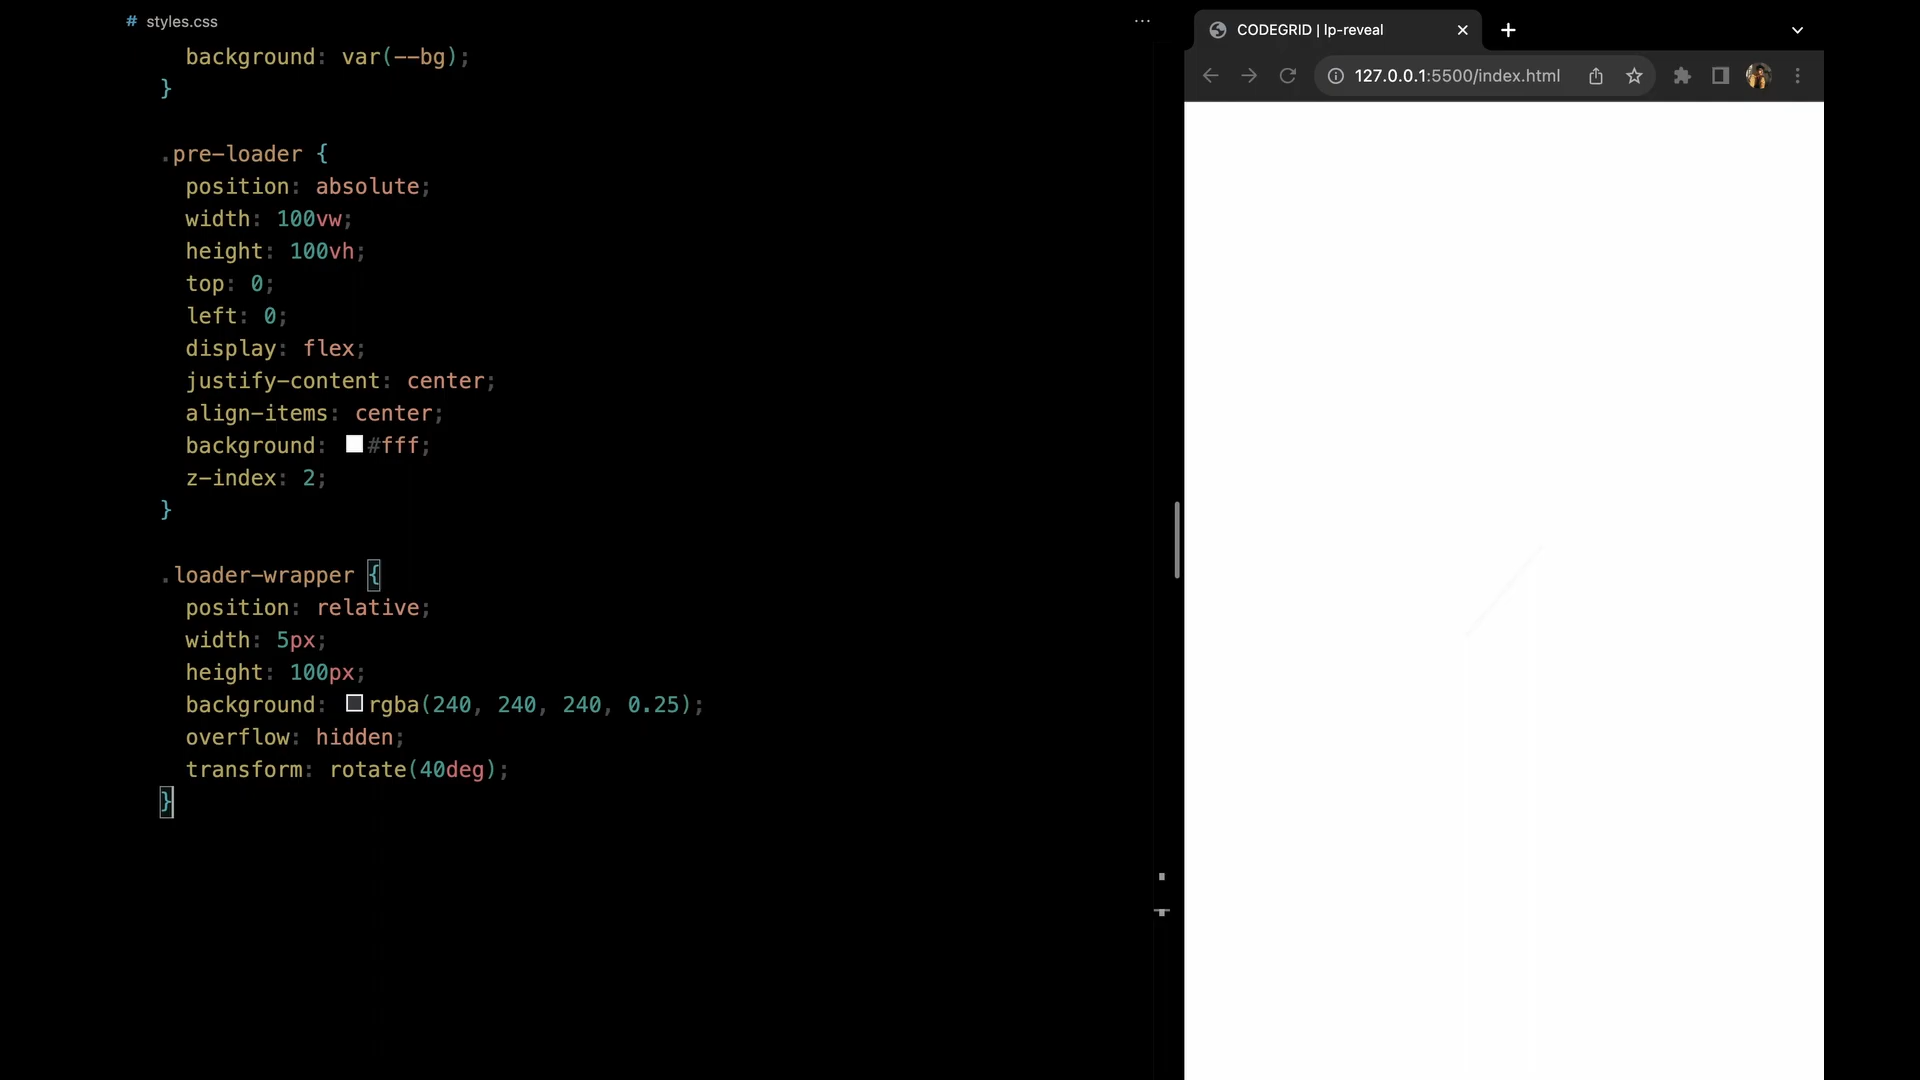 # styles.css
background: var(--bg);
}
.pre-loader {
position: absolute;
width: 100vw;
height: 100vh;
top: 0;
left: 0;
display: flex;
justify-content: center;
align-items: center;
background: #fff;
z-index: 2;
}
.loader-wrapper {
position: relative;
width: 5px;
height: 100px;
background: rgba(240, 240, 240, 0.25);
overflow: hidden;
transform: rotate(40deg);
}
CODEGRID | lp-reveal
127.0.0.1:5500/index.html